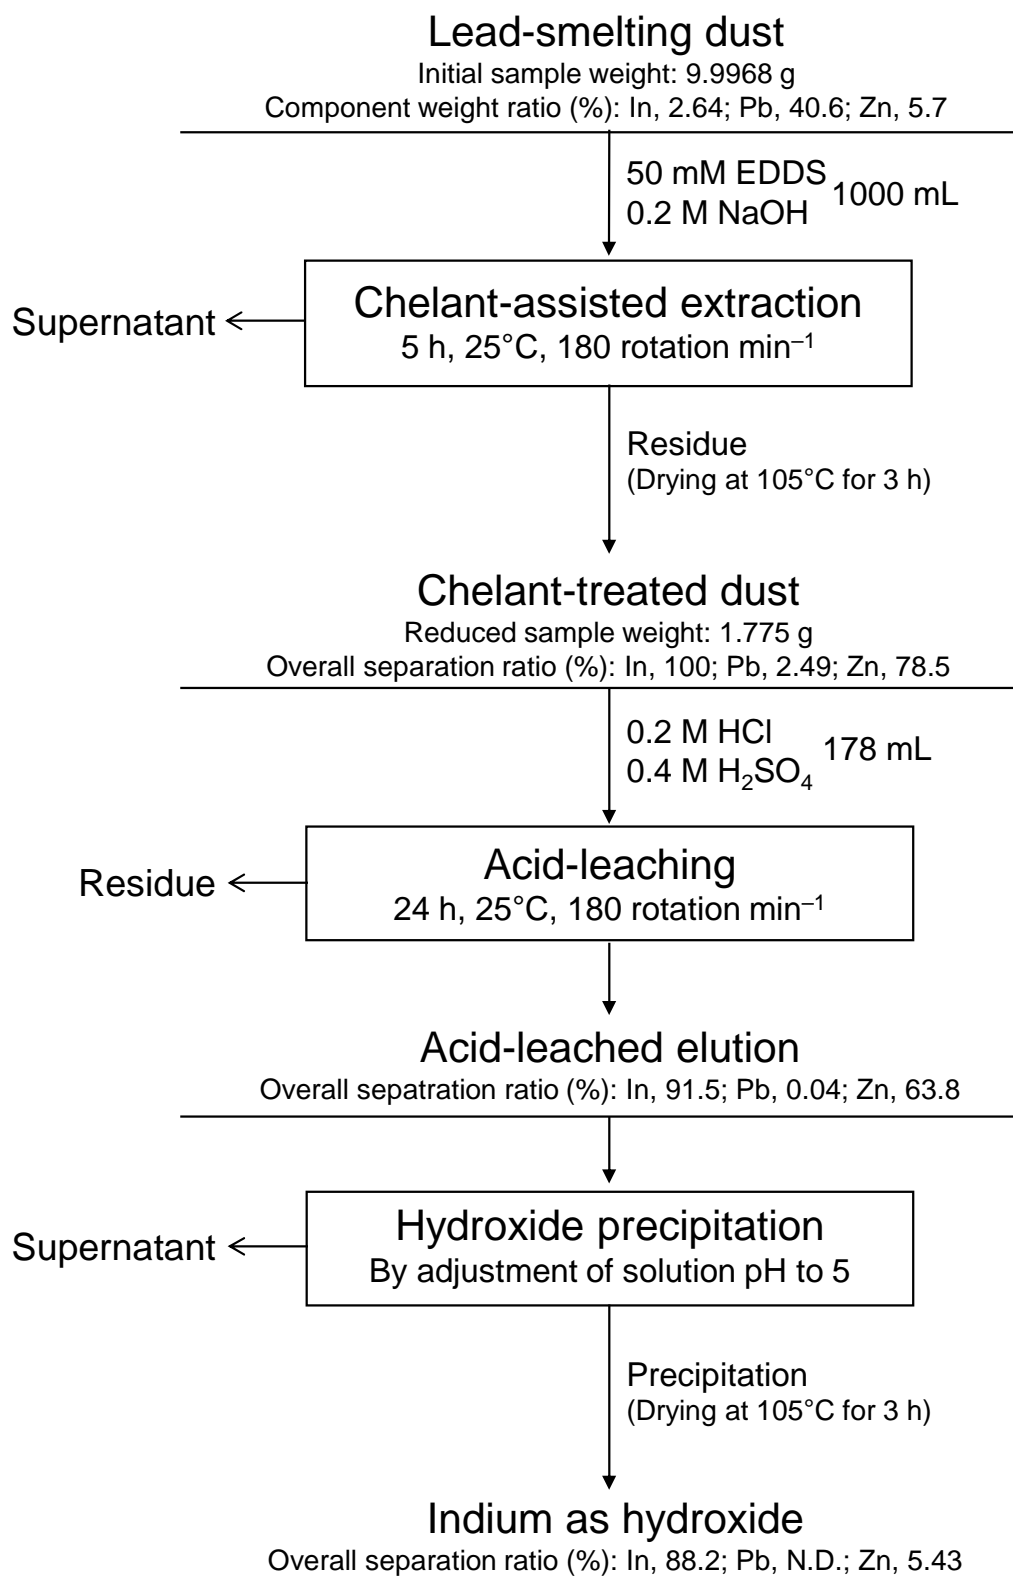 Lead-smelting dust
Initial sample weight: 9.9968 g
Component weight ratio (%): In, 2.64; Pb, 40.6; Zn, 5.7
50 mM EDDS
0.2 M NaOH
1000 mL
Chelant-assisted extraction
5 h, 25°C, 180 rotation min⁻¹
Supernatant
Residue
(Drying at 105°C for 3 h)
Chelant-treated dust
Reduced sample weight: 1.775 g
Overall separation ratio (%): In, 100; Pb, 2.49; Zn, 78.5
0.2 M HCl
0.4 M H₂SO₄
178 mL
Acid-leaching
24 h, 25°C, 180 rotation min⁻¹
Residue
Acid-leached elution
Overall sepatration ratio (%): In, 91.5; Pb, 0.04; Zn, 63.8
Hydroxide precipitation
By adjustment of solution pH to 5
Supernatant
Precipitation
(Drying at 105°C for 3 h)
Indium as hydroxide
Overall separation ratio (%): In, 88.2; Pb, N.D.; Zn, 5.43